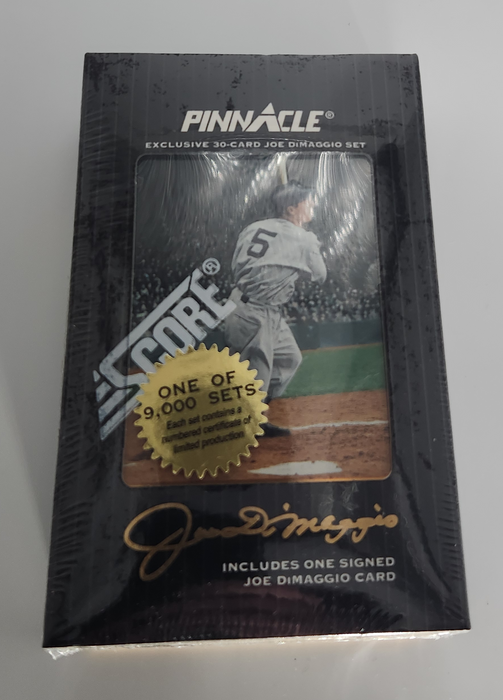 PINNACLE®
EXCLUSIVE 30-CARD JOE DiMAGGIO SET
5
SCORE®
ONE OF
9,000 SETS
Each set contains a
numbered certificate of
limited production
Joe DiMaggio
INCLUDES ONE SIGNED
JOE DiMAGGIO CARD